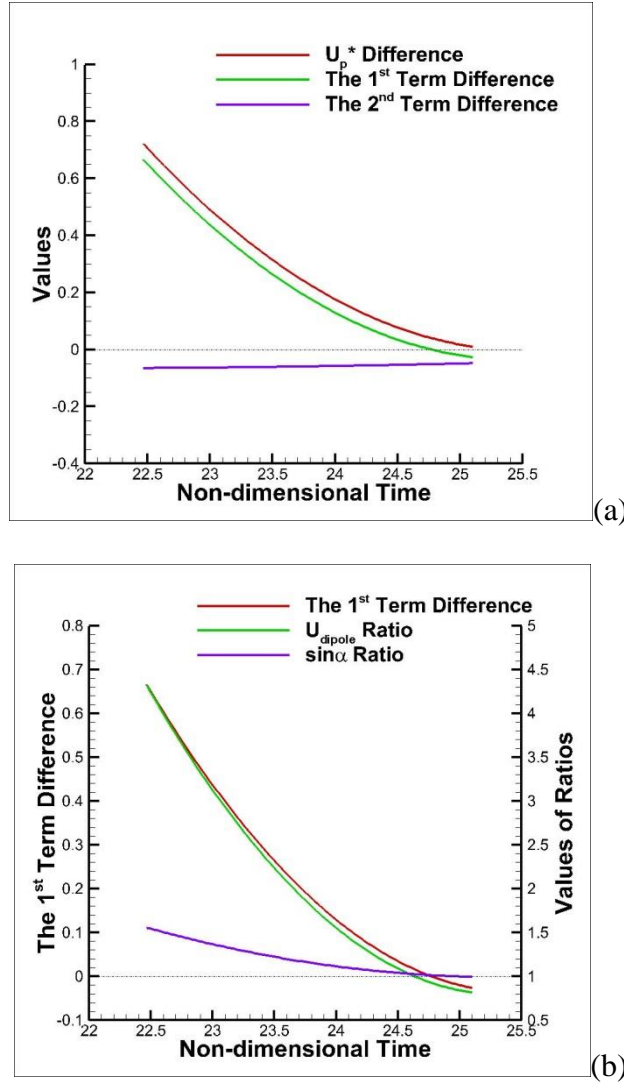 U_p* Difference
The 1st Term Difference
The 2nd Term Difference
1
0.8
0.6
0.4
0.2
0
-0.2
-0.4
Values
22 22.5 23 23.5 24 24.5 25 25.5
Non-dimensional Time
(a)
The 1st Term Difference
U_dipole Ratio
sinα Ratio
0.8
0.7
0.6
0.5
0.4
0.3
0.2
0.1
0
-0.1
The 1st Term Difference
5
4.5
4
3.5
3
2.5
2
1.5
1
0.5
Values of Ratios
22 22.5 23 23.5 24 24.5 25 25.5
Non-dimensional Time
(b)